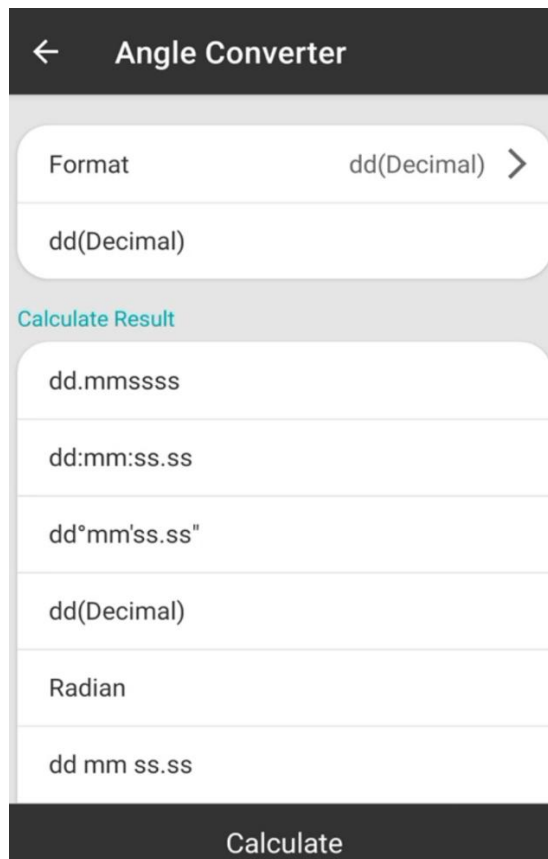 Angle Converter
Format dd(Decimal)
dd(Decimal)
Calculate Result
dd.mmssss
dd:mm:ss.ss
dd°mm'ss.ss"
dd(Decimal)
Radian
dd mm ss.ss
Calculate